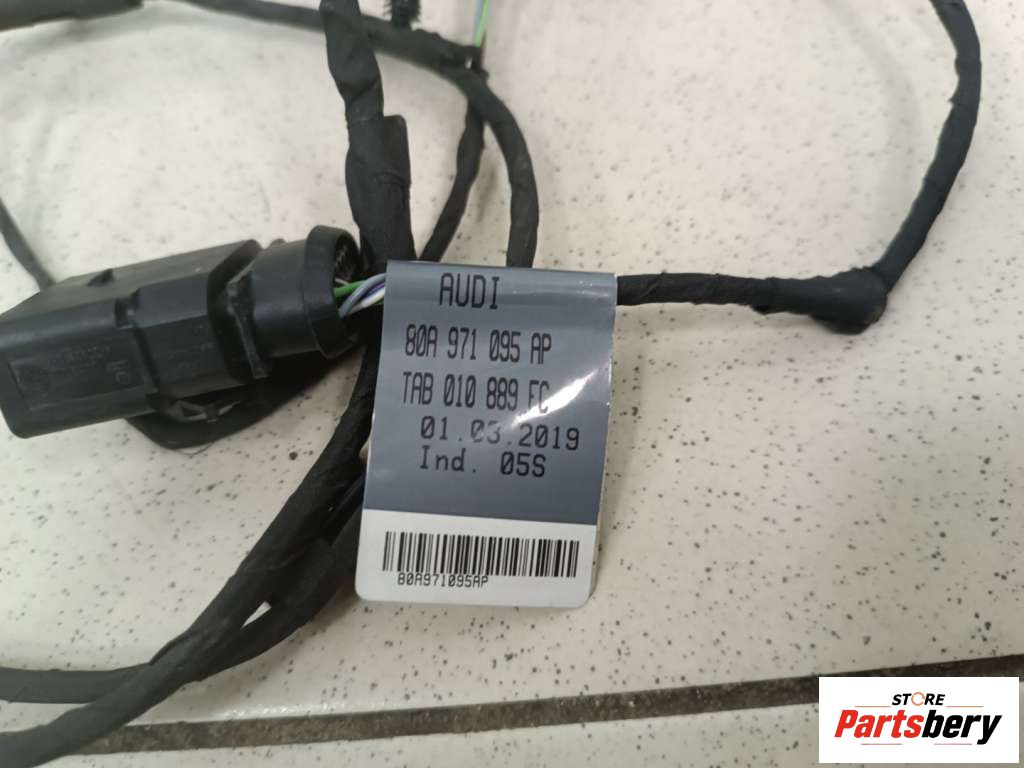 AUDI
80A 971 095 AP
TAB 010 889 FC
01.03.2019
Ind. 05S
80A971095AP
STORE
Partsbery